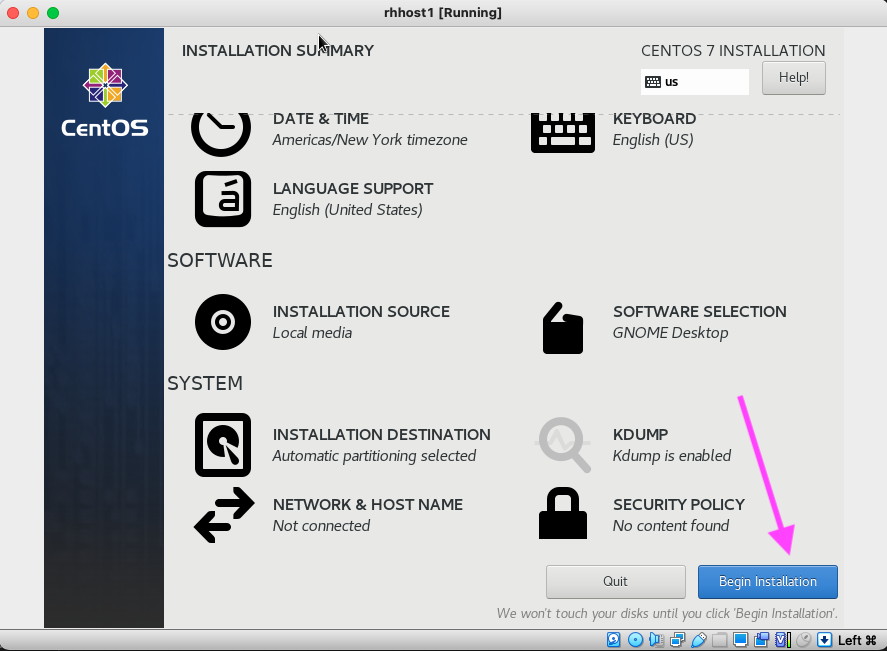 rhhost1 [Running]
INSTALLATION SUMMARY
CENTOS 7 INSTALLATION
us
Help!
CentOS
DATE & TIME
Americas/New York timezone
KEYBOARD
English (US)
á
LANGUAGE SUPPORT
English (United States)
SOFTWARE
INSTALLATION SOURCE
Local media
SOFTWARE SELECTION
GNOME Desktop
SYSTEM
INSTALLATION DESTINATION
Automatic partitioning selected
KDUMP
Kdump is enabled
NETWORK & HOST NAME
Not connected
SECURITY POLICY
No content found
Quit
Begin Installation
We won't touch your disks until you click 'Begin Installation'.
Left ⌘